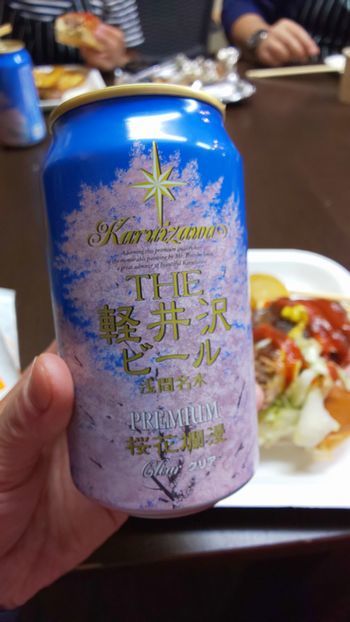 Karuizawa
THE
軽井沢
ビール
浅間名水
PREMIUM
桜花爛漫
Clear クリア